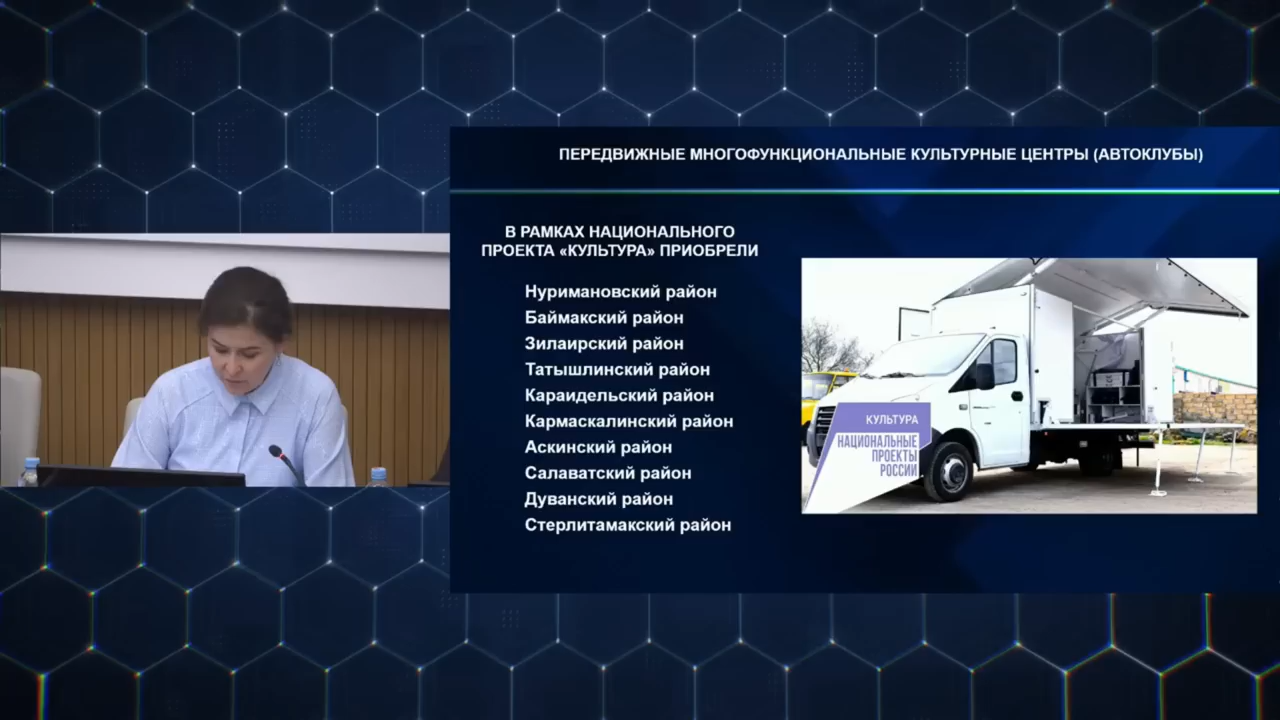 ПЕРЕДВИЖНЫЕ МНОГОФУНКЦИОНАЛЬНЫЕ КУЛЬТУРНЫЕ ЦЕНТРЫ (АВТОКЛУБЫ)
В РАМКАХ НАЦИОНАЛЬНОГО
ПРОЕКТА «КУЛЬТУРА» ПРИОБРЕЛИ
Нуримановский район
Баймакский район
Зилаирский район
Татышлинский район
Караидельский район
Кармаскалинский район
Аскинский район
Салаватский район
Дуванский район
Стерлитамакский район
КУЛЬТУРА
НАЦИОНАЛЬНЫЕ
ПРОЕКТЫ
РОССИИ